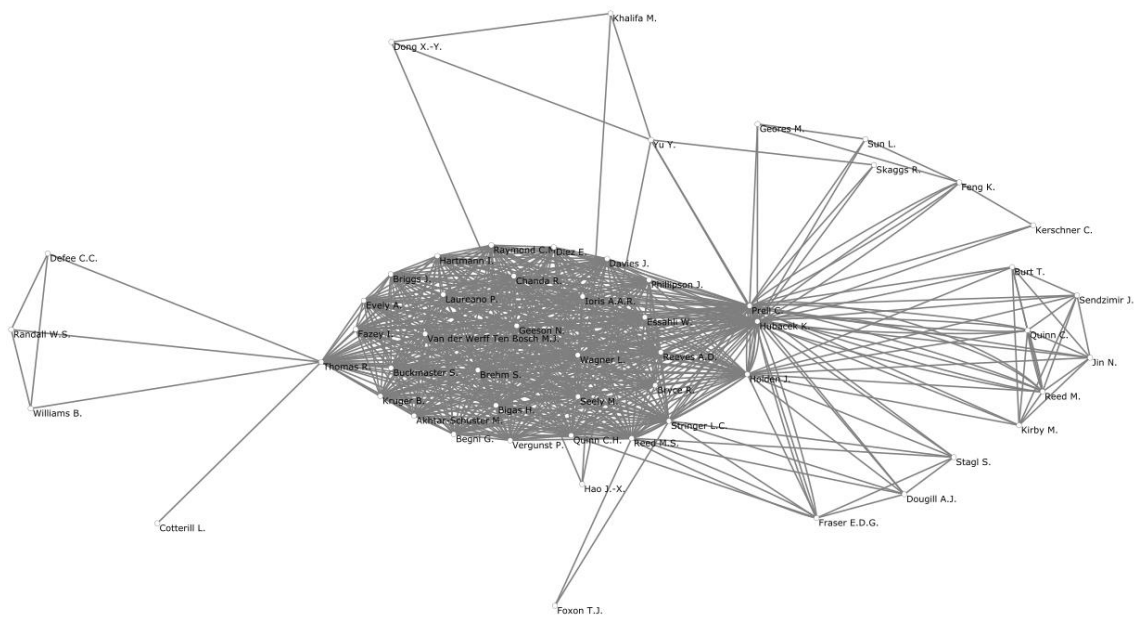 Khalifa M.
Dong X.-Y.
Geores M.
Yu Y.
Sun L.
Skaggs R.
Feng K.
Kerschner C.
Raymond C.M.
Diez E.
Defee C.C.
Hartmann J.
Davies J.
Burt T.
Briggs J.
Chanda R.
Phillipson J.
Laureano P.
Ioris A.A.R.
Sendzimir J.
Evely A.
Prell C.
Essahli W.
Hubacek K.
Randall W.S.
Fazey I.
Geeson N.
Quinn C.
Van der Werff Ten Bosch M.J.
Reaves A.D.
Wagner L.
Jin N.
Thomas R.
Buckmaster S.
Brehm S.
Holden J.
Bryce R.
Reed M.
Kruger B.
Seely M.
Williams B.
Bigas H.
Akhtar-Schuster M.
Stringer L.C.
Kirby M.
Begni G.
Vergunst P.
Quinn C.H.
Reed M.S.
Stagl S.
Hao J.-X.
Dougill A.J.
Fraser E.D.G.
Cotterill L.
Foxon T.J.